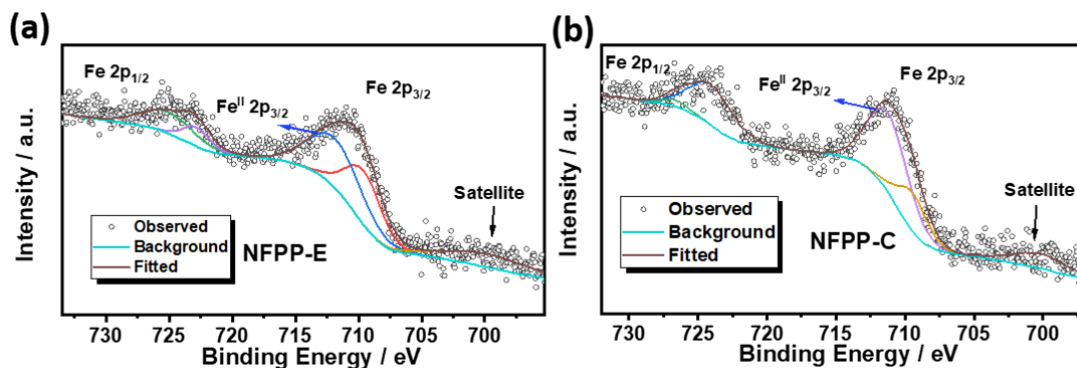 (a)
Fe 2p1/2
FeII 2p3/2
Fe 2p3/2
Satellite
Observed
Background
Fitted
NFPP-E
Intensity / a.u.
730 725 720 715 710 705 700
Binding Energy / eV
(b)
Fe 2p1/2
FeII 2p3/2
Fe 2p3/2
Satellite
Observed
Background
Fitted
NFPP-C
Intensity / a.u.
730 725 720 715 710 705 700
Binding Energy / eV